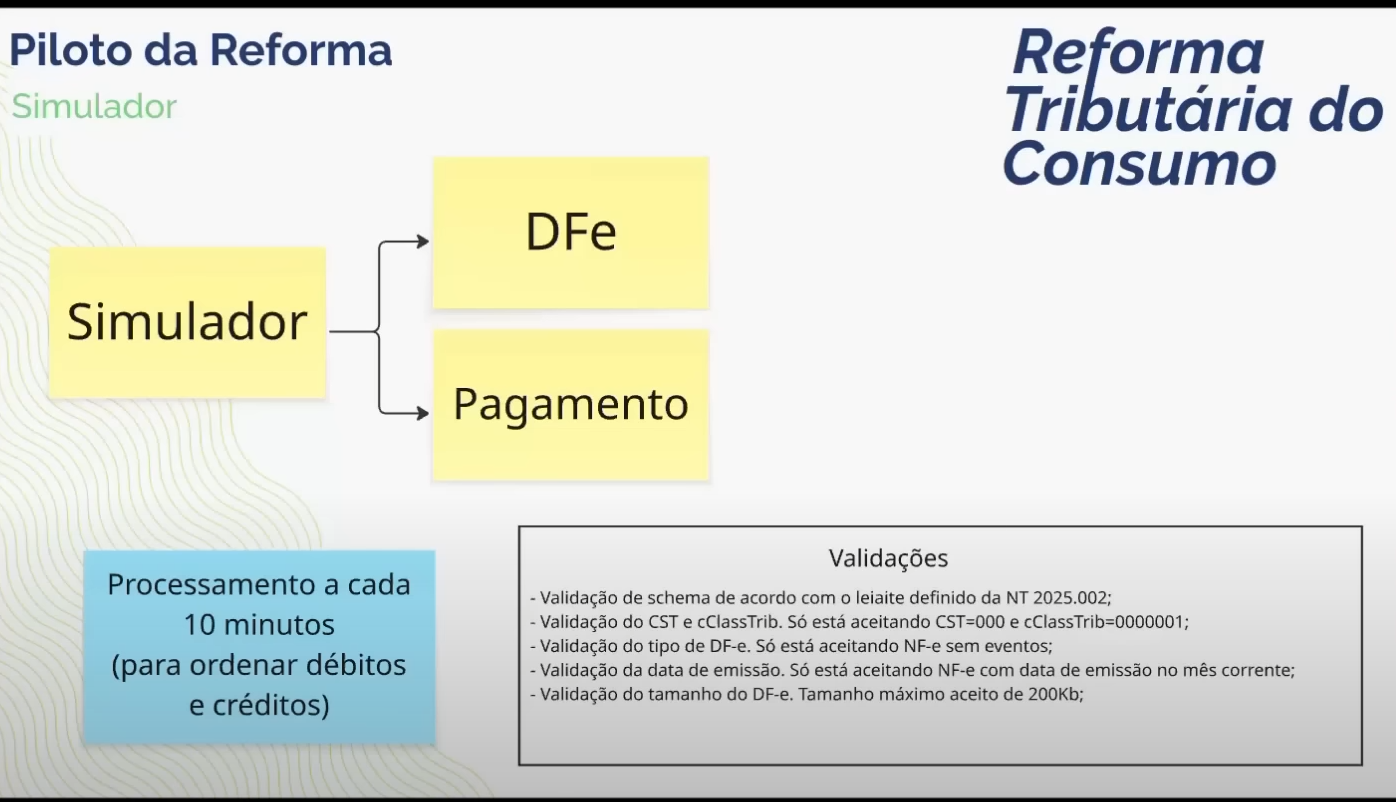 Piloto da Reforma
Simulador
Reforma
Tributária do
Consumo
DFe
Simulador
Pagamento
Processamento a cada
10 minutos
(para ordenar débitos
e créditos)
Validações
- Validação de schema de acordo com o leiaite definido da NT 2025.002;
- Validação do CST e cClassTrib. Só está aceitando CST=000 e cClassTrib=0000001;
- Validação do tipo de DF-e. Só está aceitando NF-e sem eventos;
- Validação da data de emissão. Só está aceitando NF-e com data de emissão no mês corrente;
- Validação do tamanho do DF-e. Tamanho máximo aceito de 200Kb;